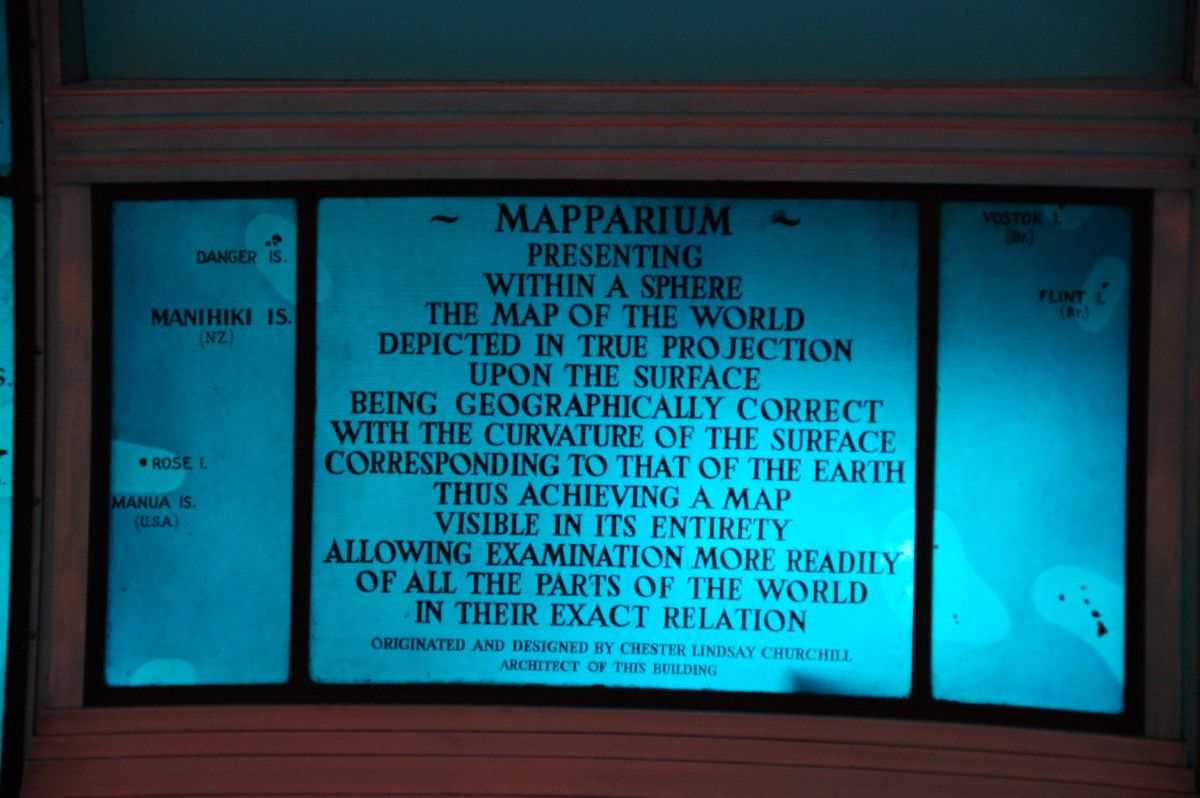 DANGER IS.
MANIHIKI IS.
(NZ.)
ROSE I.
MANUA IS.
(U.S.A.)
~ MAPPARIUM ~
PRESENTING
WITHIN A SPHERE
THE MAP OF THE WORLD
DEPICTED IN TRUE PROJECTION
UPON THE SURFACE
BEING GEOGRAPHICALLY CORRECT
WITH THE CURVATURE OF THE SURFACE
CORRESPONDING TO THAT OF THE EARTH
THUS ACHIEVING A MAP
VISIBLE IN ITS ENTIRETY
ALLOWING EXAMINATION MORE READILY
OF ALL THE PARTS OF THE WORLD
IN THEIR EXACT RELATION
ORIGINATED AND DESIGNED BY CHESTER LINDSAY CHURCHILL
ARCHITECT OF THIS BUILDING
VOSTOK I.
(Br.)
FLINT I.
(Br.)